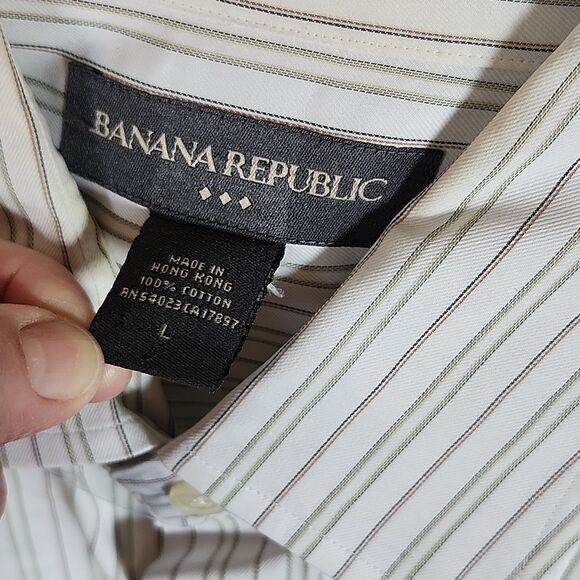 BANANA REPUBLIC
MADE IN
HONG KONG
100% COTTON
RN54023CA17897
L